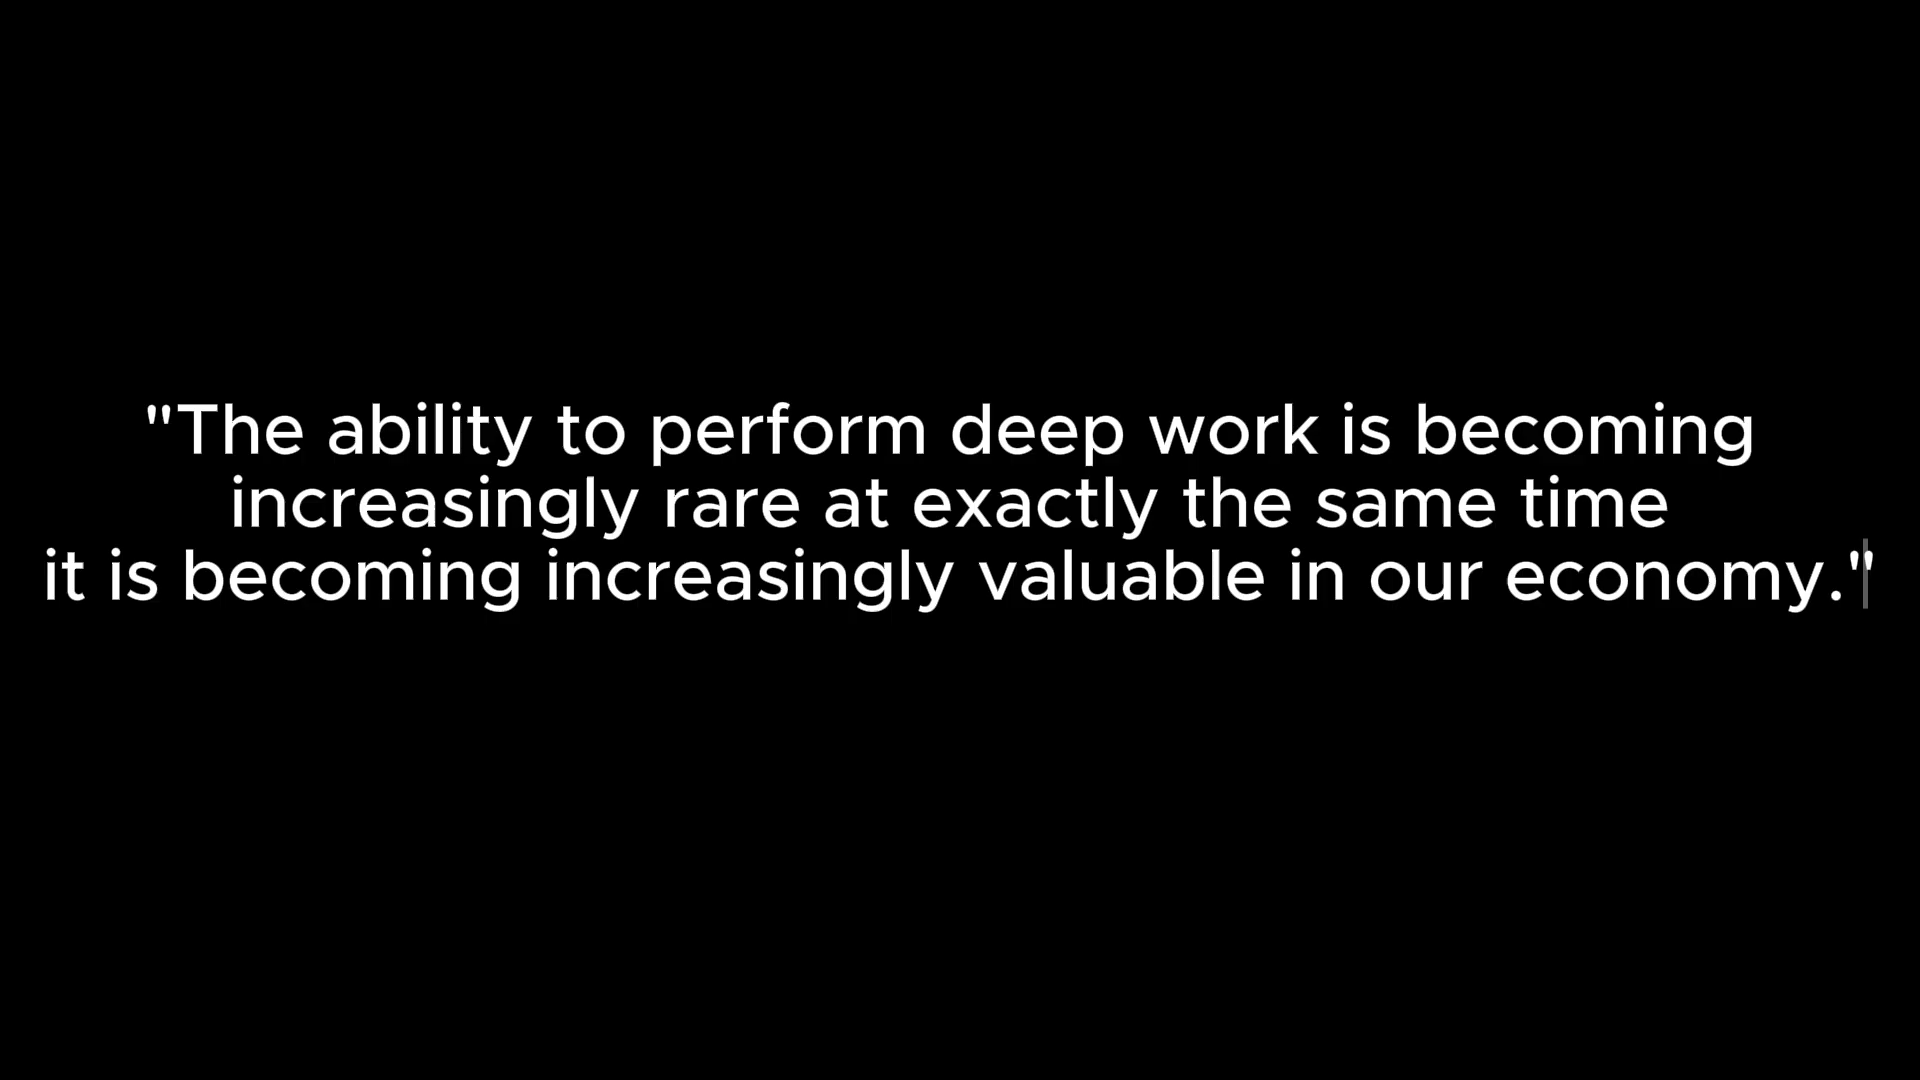 "The ability to perform deep work is becoming
increasingly rare at exactly the same time
it is becoming increasingly valuable in our economy."